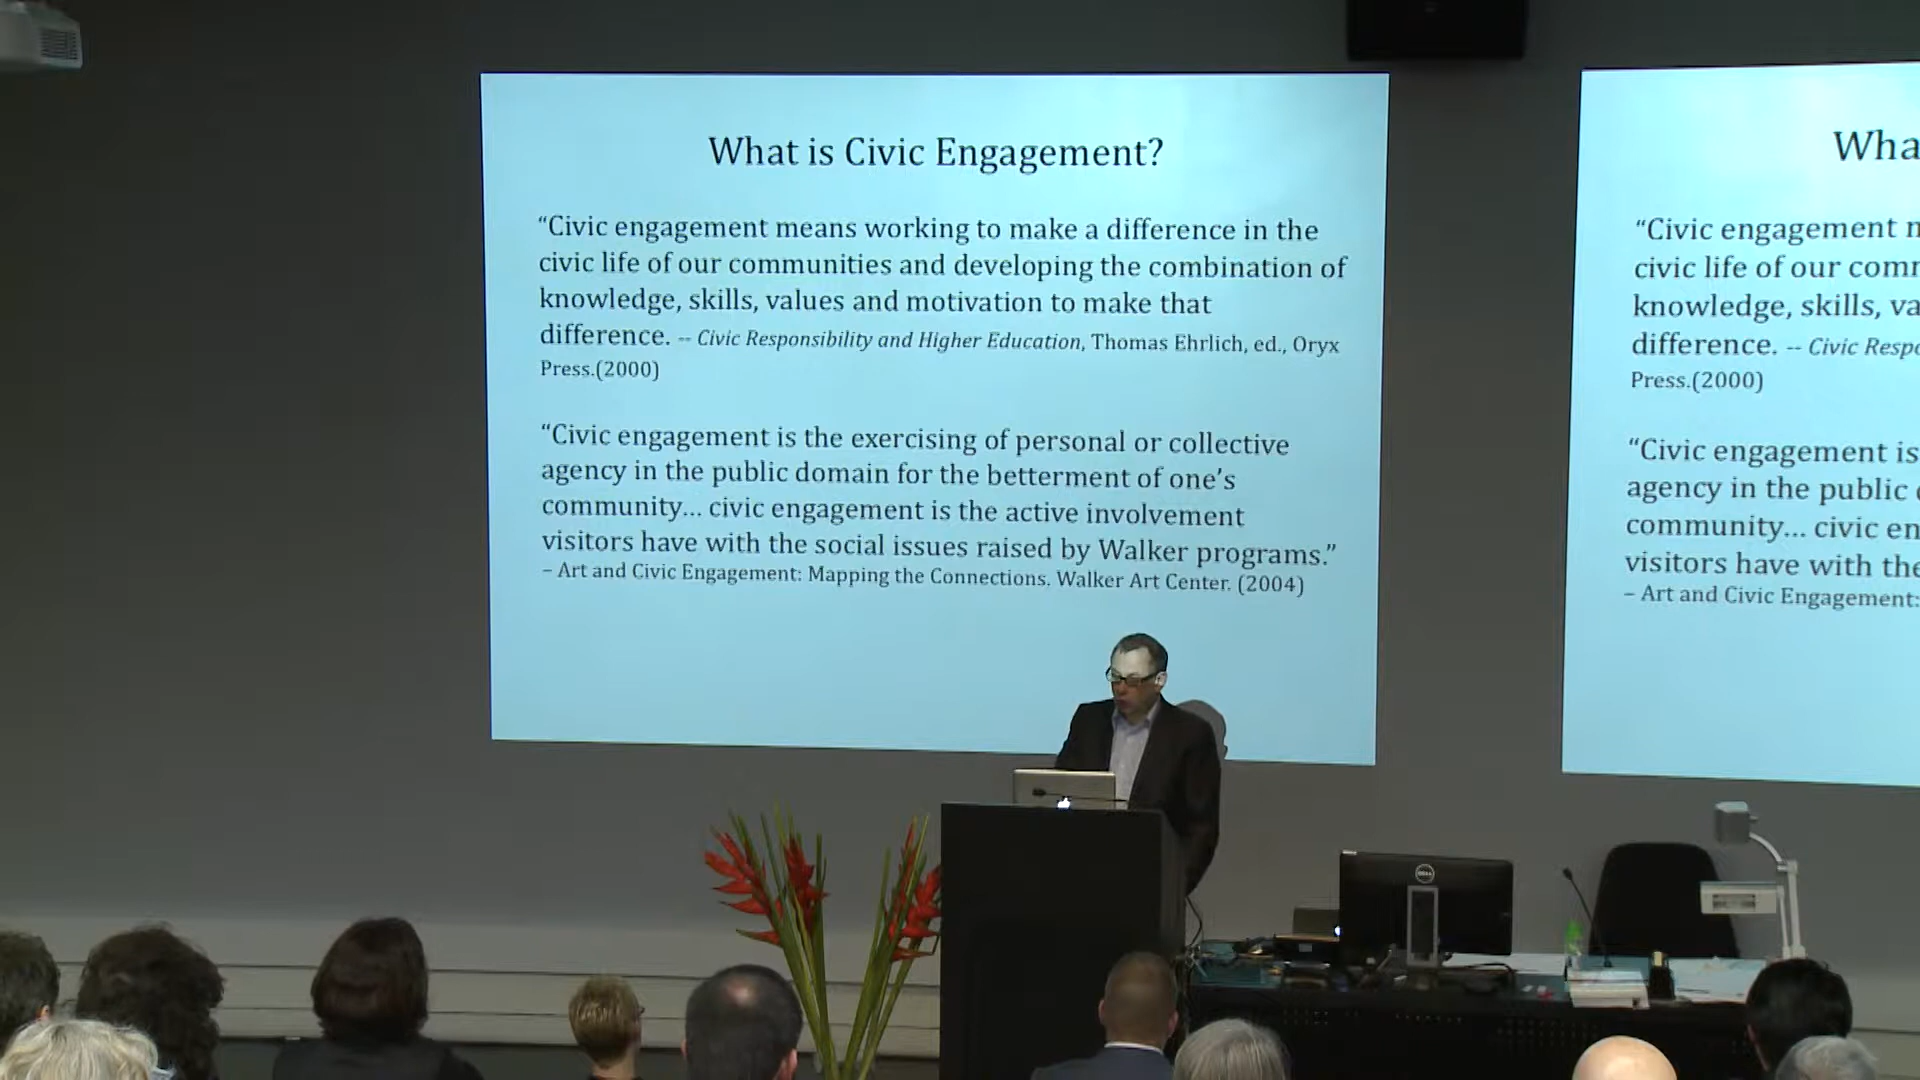 What is Civic Engagement?
“Civic engagement means working to make a difference in the
civic life of our communities and developing the combination of
knowledge, skills, values and motivation to make that
difference. -- Civic Responsibility and Higher Education, Thomas Ehrlich, ed., Oryx
Press.(2000)
“Civic engagement is the exercising of personal or collective
agency in the public domain for the betterment of one’s
community... civic engagement is the active involvement
visitors have with the social issues raised by Walker programs.”
– Art and Civic Engagement: Mapping the Connections. Walker Art Center. (2004)
Wha
“Civic engagement
civic life of our
knowledge, skills, va
difference. -- Civic Resp
Press.(2000)
“Civic engagement is
agency in the public
community... civic en
visitors have with the
– Art and Civic Engagement:
DELL